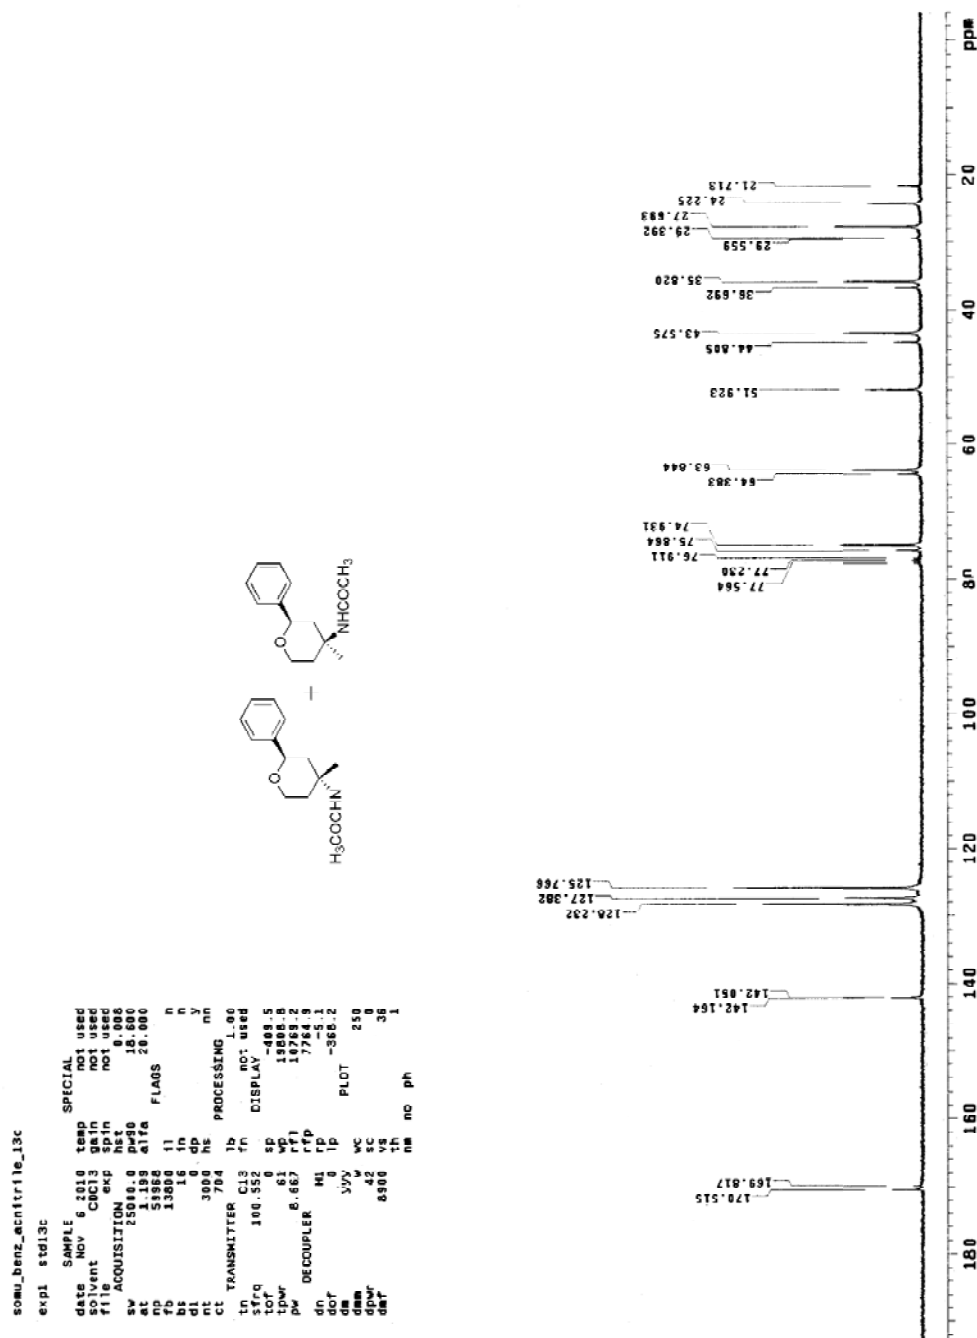 somu_benz_acnitrile_13c
exp1 std13c
SAMPLE
date Nov 6 2010
solvent CDCl3
file exp
ACQUISITION
sw 25000.0
at 1.199
np 59968
fb 13800
bs 16
d1 0
nt 3000
ct 704
TRANSMITTER
tn C13
sfrq 100.552
tof 0
tpwr 61
pw 8.667
DECOUPLER
dn H1
dof 0
dm yyy
dmm w
dpwr 42
dmf 8900
SPECIAL
temp not used
gain not used
spin not used
hst 0.008
pw90 18.600
alfa 20.000
FLAGS
il n
in n
dp y
hs nn
PROCESSING
lb 1.00
fn not used
DISPLAY
sp -409.5
wp 19808.8
rfl 10769.2
rfp 7764.9
rp -5.1
lp -368.2
PLOT
wc 250
sc 0
vs 36
th 1
nm no ph
H3COCHN
O
O
NHCOCH3
170.515
169.817
142.164
142.051
128.232
127.382
125.766
77.564
77.230
76.911
75.864
74.931
64.383
63.844
51.923
44.805
43.575
36.692
35.820
29.559
29.392
27.693
24.225
21.713
180
160
140
120
100
80
60
40
20
ppm